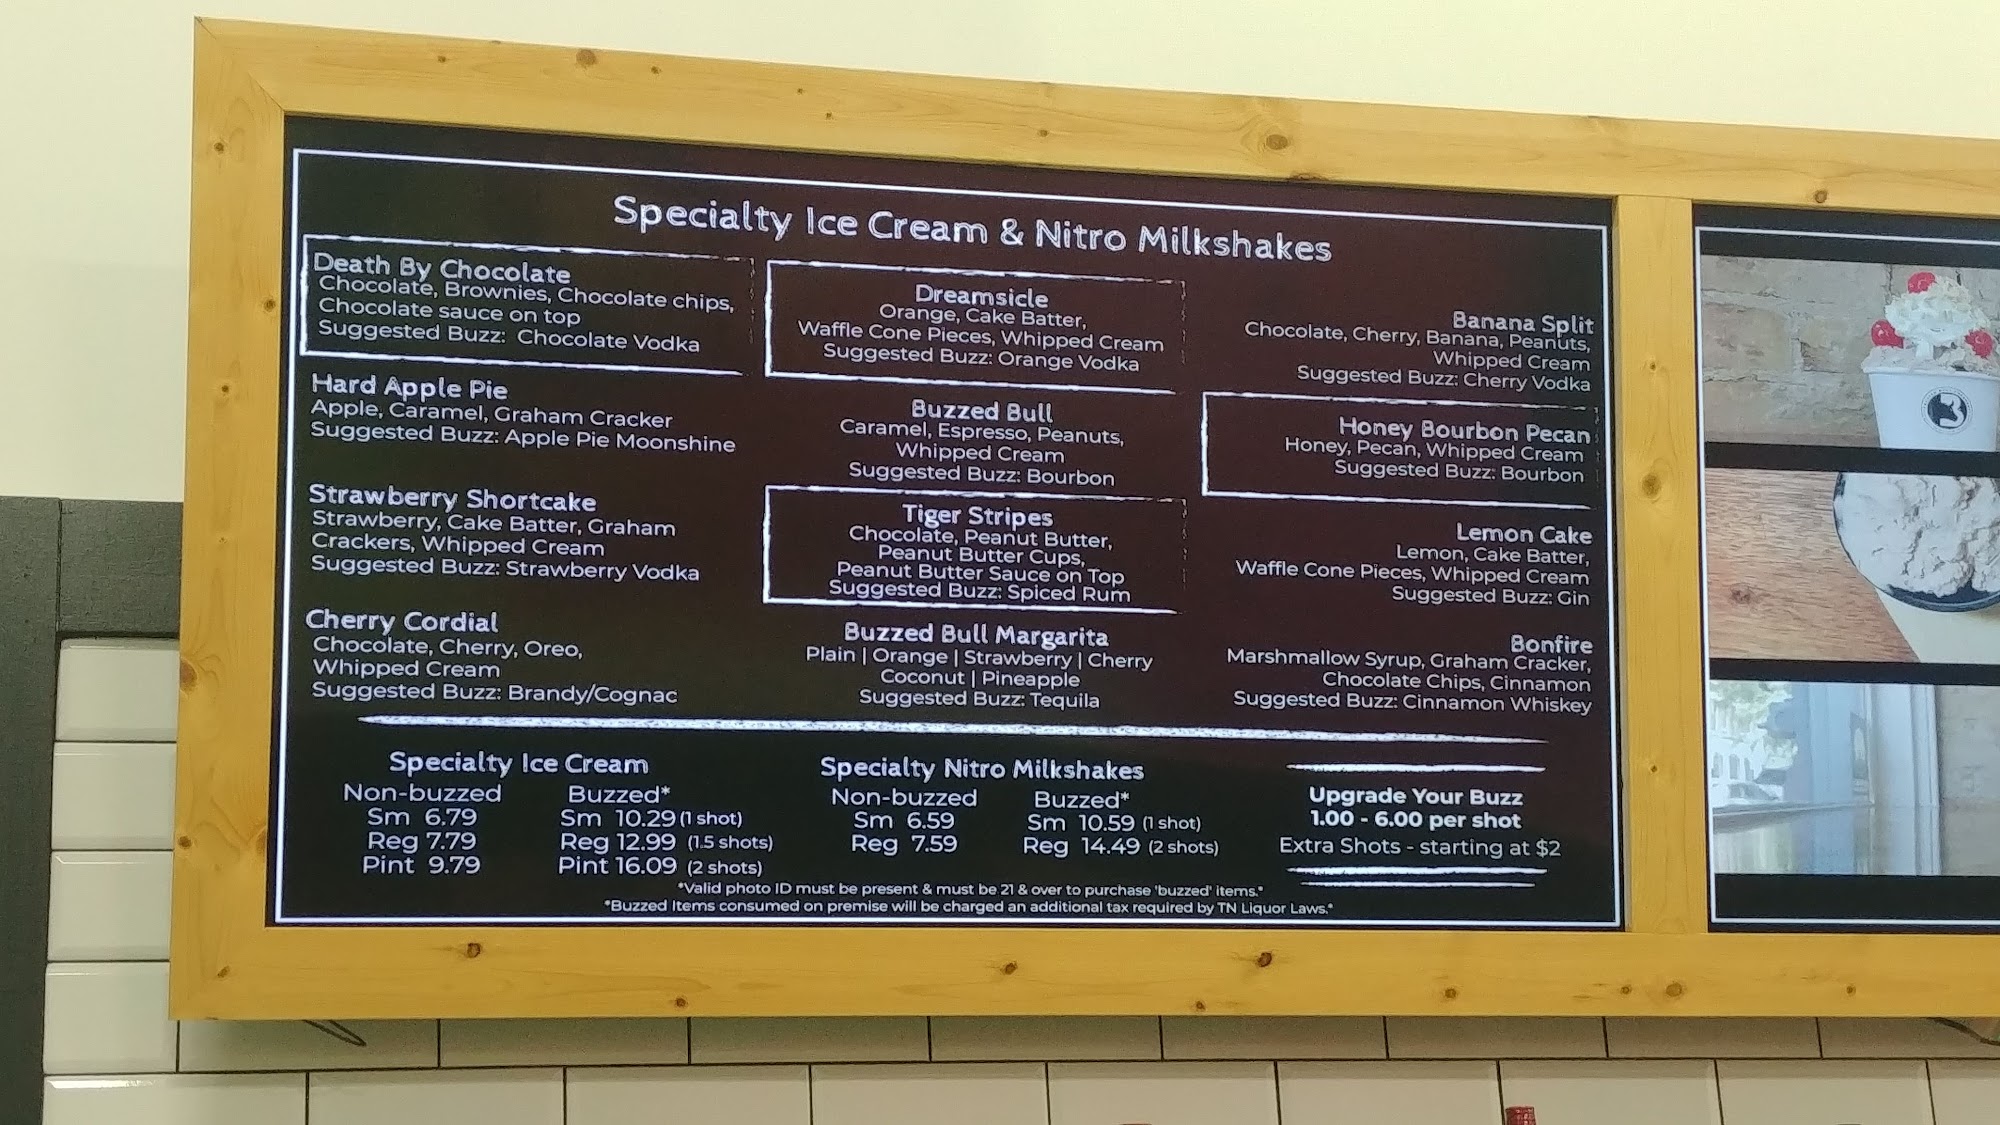 Specialty Ice Cream & Nitro Milkshakes
Death By Chocolate
Chocolate, Brownies, Chocolate chips,
Chocolate sauce on top
Suggested Buzz: Chocolate Vodka
Hard Apple Pie
Apple, Caramel, Graham Cracker
Suggested Buzz: Apple Pie Moonshine
Strawberry Shortcake
Strawberry, Cake Batter, Graham
Crackers, Whipped Cream
Suggested Buzz: Strawberry Vodka
Cherry Cordial
Chocolate, Cherry, Oreo,
Whipped Cream
Suggested Buzz: Brandy/Cognac
Dreamsicle
Orange, Cake Batter,
Waffle Cone Pieces, Whipped Cream
Suggested Buzz: Orange Vodka
Buzzed Bull
Caramel, Espresso, Peanuts,
Whipped Cream
Suggested Buzz: Bourbon
Tiger Stripes
Chocolate, Peanut Butter,
Peanut Butter Cups,
Peanut Butter Sauce on Top
Suggested Buzz: Spiced Rum
Buzzed Bull Margarita
Plain | Orange | Strawberry | Cherry
Coconut | Pineapple
Suggested Buzz: Tequila
Banana Split
Chocolate, Cherry, Banana, Peanuts,
Whipped Cream
Suggested Buzz: Cherry Vodka
Honey Bourbon Pecan
Honey, Pecan, Whipped Cream
Suggested Buzz: Bourbon
Lemon Cake
Lemon, Cake Batter,
Waffle Cone Pieces, Whipped Cream
Suggested Buzz: Gin
Bonfire
Marshmallow Syrup, Graham Cracker,
Chocolate Chips, Cinnamon
Suggested Buzz: Cinnamon Whiskey
Specialty Ice Cream
Non-buzzed Buzzed*
Sm 6.79 Sm 10.29 (1 shot)
Reg 7.79 Reg 12.99 (1.5 shots)
Pint 9.79 Pint 16.09 (2 shots)
Specialty Nitro Milkshakes
Non-buzzed Buzzed*
Sm 6.59 Sm 10.59 (1 shot)
Reg 7.59 Reg 14.49 (2 shots)
Upgrade Your Buzz
1.00 - 6.00 per shot
Extra Shots - starting at $2
*Valid photo ID must be present & must be 21 & over to purchase 'buzzed' items.*
*Buzzed Items consumed on premise will be charged an additional tax required by TN Liquor Laws.*